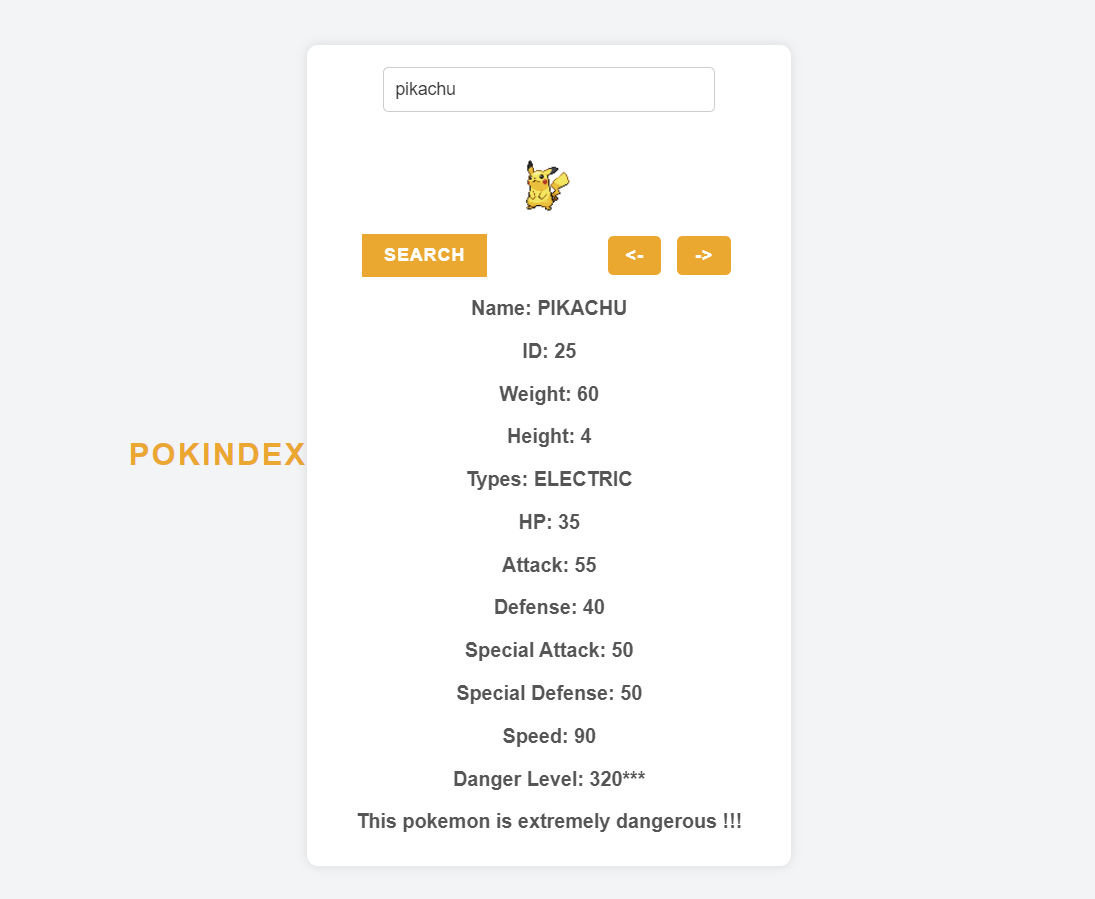 pikachu
SEARCH <- ->
Name: PIKACHU
ID: 25
Weight: 60
Height: 4
POKINDEX
Types: ELECTRIC
HP: 35
Attack: 55
Defense: 40
Special Attack: 50
Special Defense: 50
Speed: 90
Danger Level: 320***
This pokemon is extremely dangerous !!!